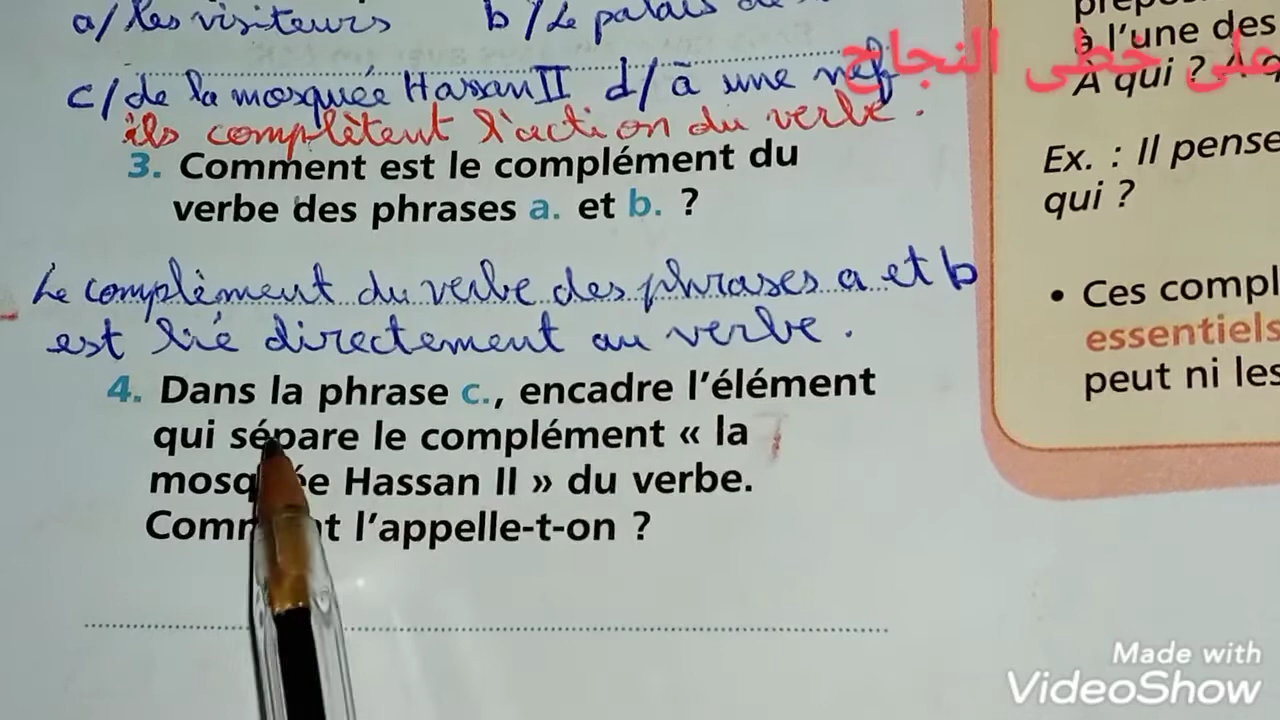 a/ les visiteurs b/ Le palais
c/ de la mosquée Hassan II d/ à une nef
ils complètent l'action du verbe.
3. Comment est le complément du
verbe des phrases a. et b. ?
Le complèment du verbe des phrases a et b
est lié directement au verbe.
4. Dans la phrase c., encadre l'élément
qui sépare le complément « la
Hassan II » du verbe.
l'appelle-t-on ?
à l'une des
À qui ?
Ex. : Il pense
qui ?
• Ces compl
essentiels
peut ni les
على خطى النجاح
Made with
VideoShow